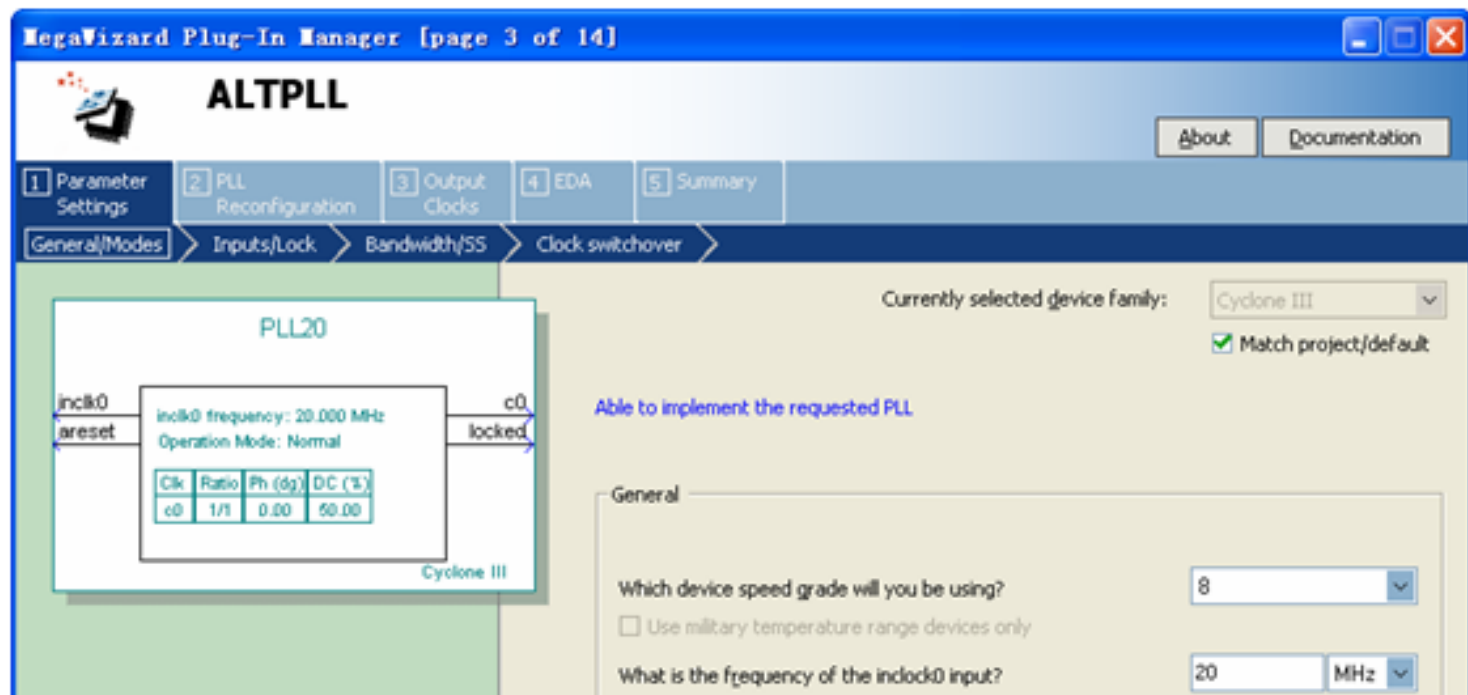 MegaWizard Plug-In Manager [page 3 of 14]
ALTPLL
About
Documentation
1 Parameter Settings
2 PLL Reconfiguration
3 Output Clocks
4 EDA
5 Summary
General/Modes
Inputs/Lock
Bandwidth/SS
Clock switchover
Currently selected device family:
Cyclone III
Match project/default
PLL20
inclk0
areset
c0
locked
inclk0 frequency: 20.000 MHz
Operation Mode: Normal
Clk Ratio Ph (dg) DC (%)
c0 1/1 0.00 50.00
Cyclone III
Able to implement the requested PLL
General
Which device speed grade will you be using?
8
Use military temperature range devices only
What is the frequency of the inclock0 input?
20
MHz